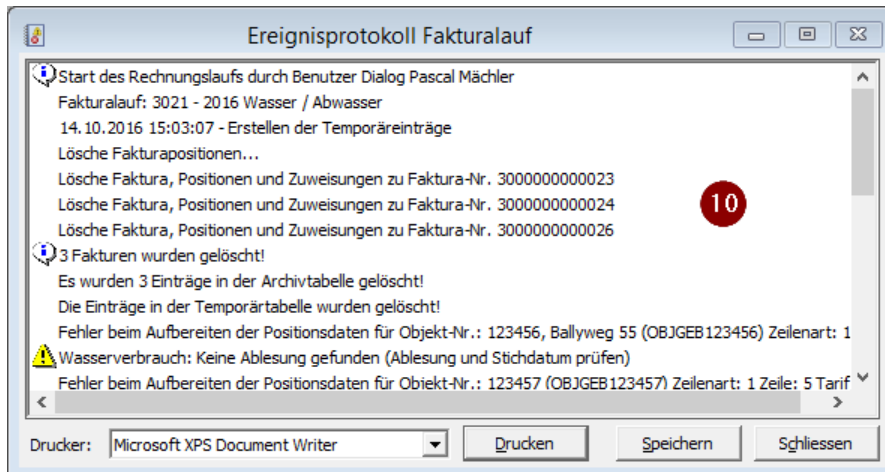 Ereignisprotokoll Fakturalauf
Start des Rechnungslaufs durch Benutzer Dialog Pascal Mächler
Fakturalauf: 3021 - 2016 Wasser / Abwasser
14.10.2016 15:03:07 - Erstellen der Temporäreinträge
Lösche Fakturapositionen...
Lösche Faktura, Positionen und Zuweisungen zu Faktura-Nr. 3000000000023
Lösche Faktura, Positionen und Zuweisungen zu Faktura-Nr. 3000000000024
10
Lösche Faktura, Positionen und Zuweisungen zu Faktura-Nr. 3000000000026
3 Fakturen wurden gelöscht!
Es wurden 3 Einträge in der Archivtabelle gelöscht!
Die Einträge in der Temporärtabelle wurden gelöscht!
Fehler beim Aufbereiten der Positionsdaten für Objekt-Nr.: 123456, Ballyweg 55 (OBJGEB123456) Zeilenart: 1
Wasserverbrauch: Keine Ablesung gefunden (Ablesung und Stichdatum prüfen)
Fehler beim Aufbereiten der Positionsdaten für Objekt-Nr.: 123457 (OBJGEB123457) Zeilenart: 1 Zeile: 5 Tarif
Drucker: Microsoft XPS Document Writer Drucken Speichern Schliessen